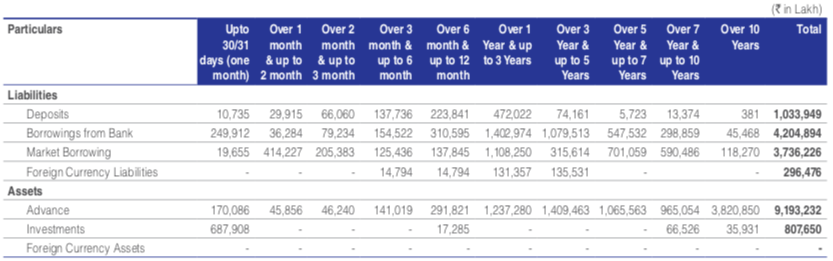 (₹ in Lakh)
Particulars Upto 30/31 days (one month) Over 1 month & up to 2 month Over 2 month & up to 3 month Over 3 month & up to 6 month Over 6 month & up to 12 month Over 1 Year & up to 3 Years Over 3 Year & up to 5 Years Over 5 Year & up to 7 Years Over 7 Year & up to 10 Years Over 10 Years Total
Liabilities
Deposits 10,735 29,915 66,060 137,736 223,841 472,022 74,161 5,723 13,374 381 1,033,949
Borrowings from Bank 249,912 36,284 79,234 154,522 310,595 1,402,974 1,079,513 547,532 298,859 45,468 4,204,894
Market Borrowing 19,655 414,227 205,383 125,436 137,845 1,108,250 315,614 701,059 590,486 118,270 3,736,226
Foreign Currency Liabilities - - - 14,794 14,794 131,357 135,531 - - 296,476
Assets
Advance 170,086 45,856 46,240 141,019 291,821 1,237,280 1,409,463 1,065,563 965,054 3,820,850 9,193,232
Investments 687,908 - - - 17,285 - - - 66,526 35,931 807,650
Foreign Currency Assets - - - - - - - - - - -